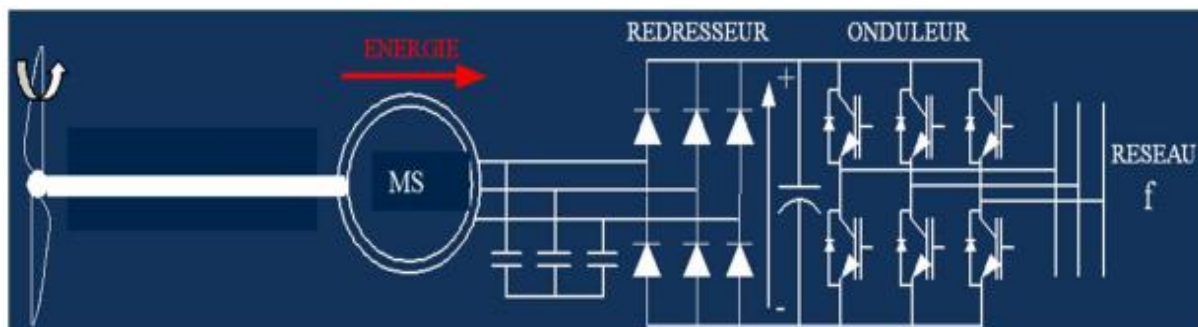 REDRESSEUR
ONDULEUR
ENERGIE
+
MS
RESEAU
f
-